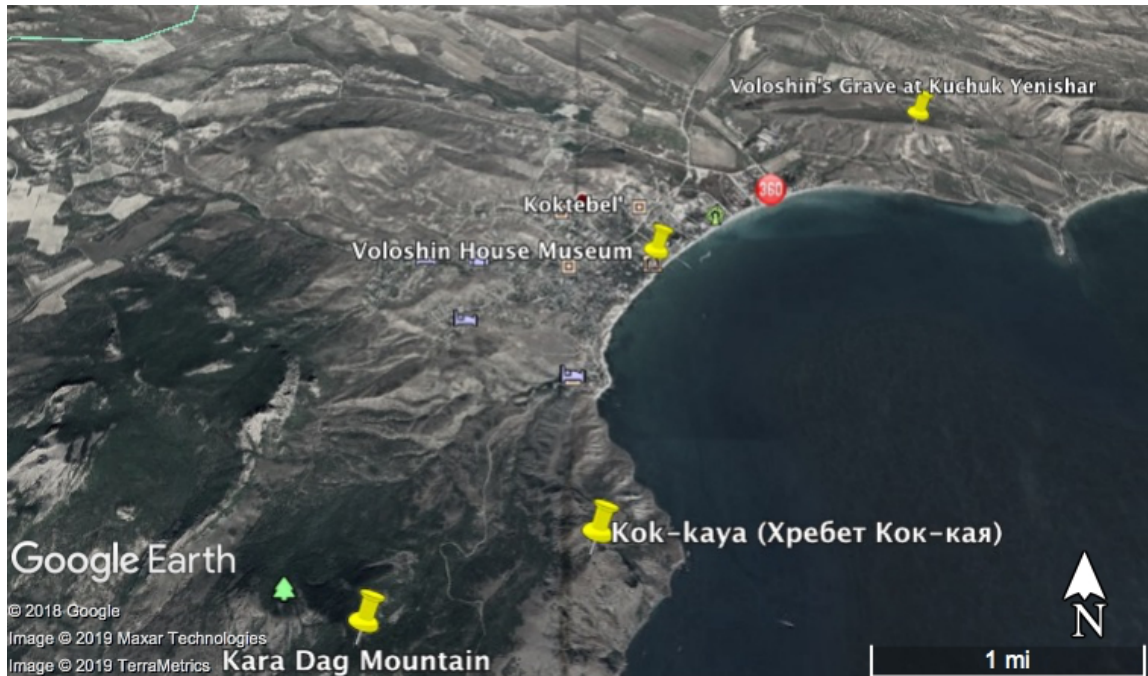 Voloshin's Grave at Kuchuk Yenishar
360
Koktebel'
Voloshin House Museum
Kok-kaya (Хребет Кок-кая)
Google Earth
© 2018 Google
Image © 2019 Maxar Technologies
Image © 2019 TerraMetrics
Kara Dag Mountain
N
1 mi